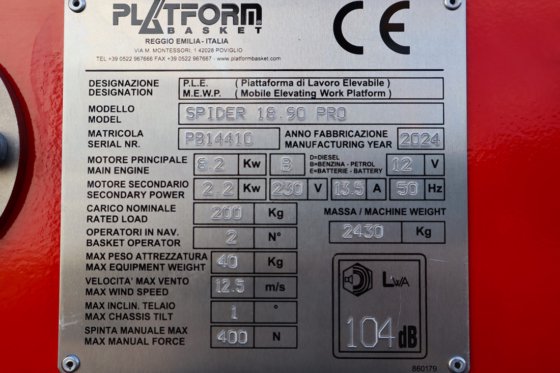 PLATFORM
BASKET
REGGIO EMILIA - ITALIA
VIA M. MONTESSORI, 1 42028 POVIGLIO
TEL +39 0522 967666 FAX +39 0522 967667 - www.platformbasket.com
CE
DESIGNAZIONE P.L.E. ( Piattaforma di Lavoro Elevabile )
DESIGNATION M.E.W.P. ( Mobile Elevating Work Platform )
MODELLO
MODEL SPIDER 18.90 PRO
MATRICOLA
SERIAL NR. PB14410
ANNO FABBRICAZIONE
MANUFACTURING YEAR 2024
MOTORE PRINCIPALE
MAIN ENGINE 8.2 Kw B
D=DIESEL
B=BENZINA - PETROL
E=BATTERIE - BATTERY
12 V
MOTORE SECONDARIO
SECONDARY POWER 2.2 Kw 230 V 13.5 A 50 Hz
CARICO NOMINALE
RATED LOAD 200 Kg
MASSA / MACHINE WEIGHT
2430 Kg
OPERATORI IN NAV.
BASKET OPERATOR 2 N°
MAX PESO ATTREZZATURA
MAX EQUIPMENT WEIGHT 40 Kg
VELOCITA' MAX VENTO
MAX WIND SPEED 12.5 m/s
MAX INCLIN. TELAIO
MAX CHASSIS TILT 1 °
SPINTA MANUALE MAX
MAX MANUAL FORCE 400 N
LWA
104 dB
860179